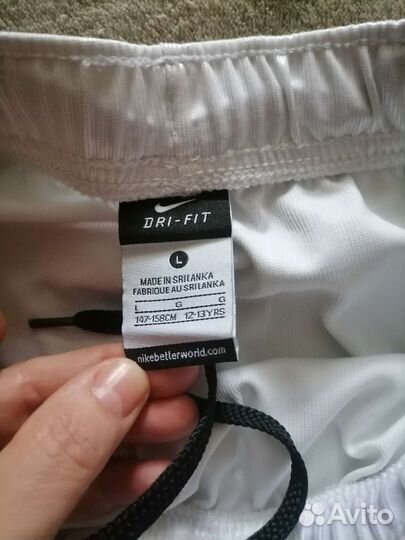 DRI-FIT
L
MADE IN SRI LANKA
FABRIQUE AU SRI LANKA
L G G
147-158CM 12-13YRS
nikebetterworld.com
Avito